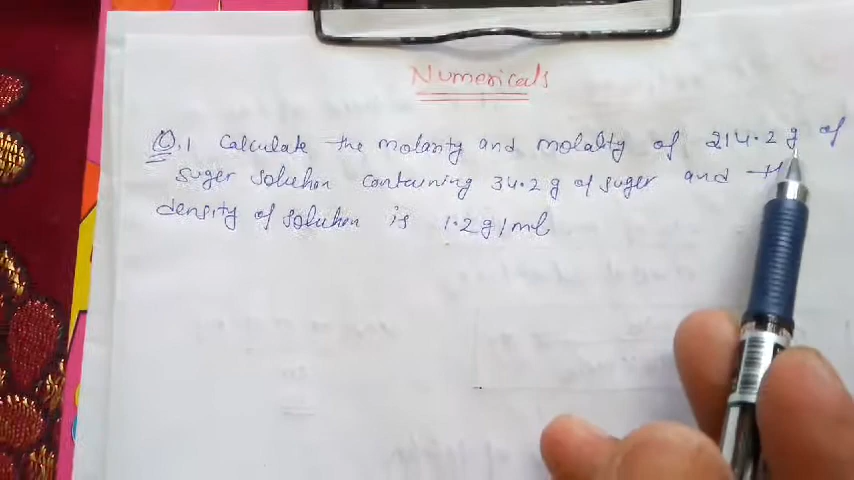 Numericals
Q.1 Calculate the molarity and molality of 214.2 g of
suger solution containing 34.2 g of suger and
density of solution is 1.2 g/ml